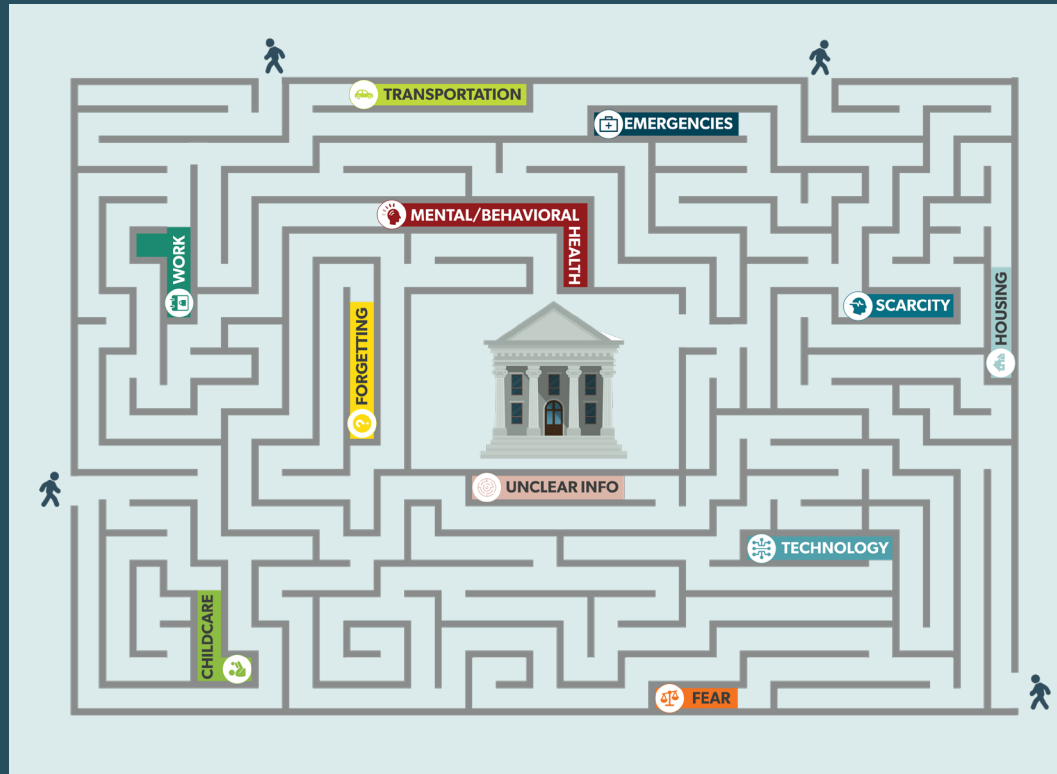 TRANSPORTATION
EMERGENCIES
MENTAL/BEHAVIORAL
HEALTH
WORK
FORGETTING
SCARCITY
HOUSING
UNCLEAR INFO
TECHNOLOGY
CHILDCARE
FEAR